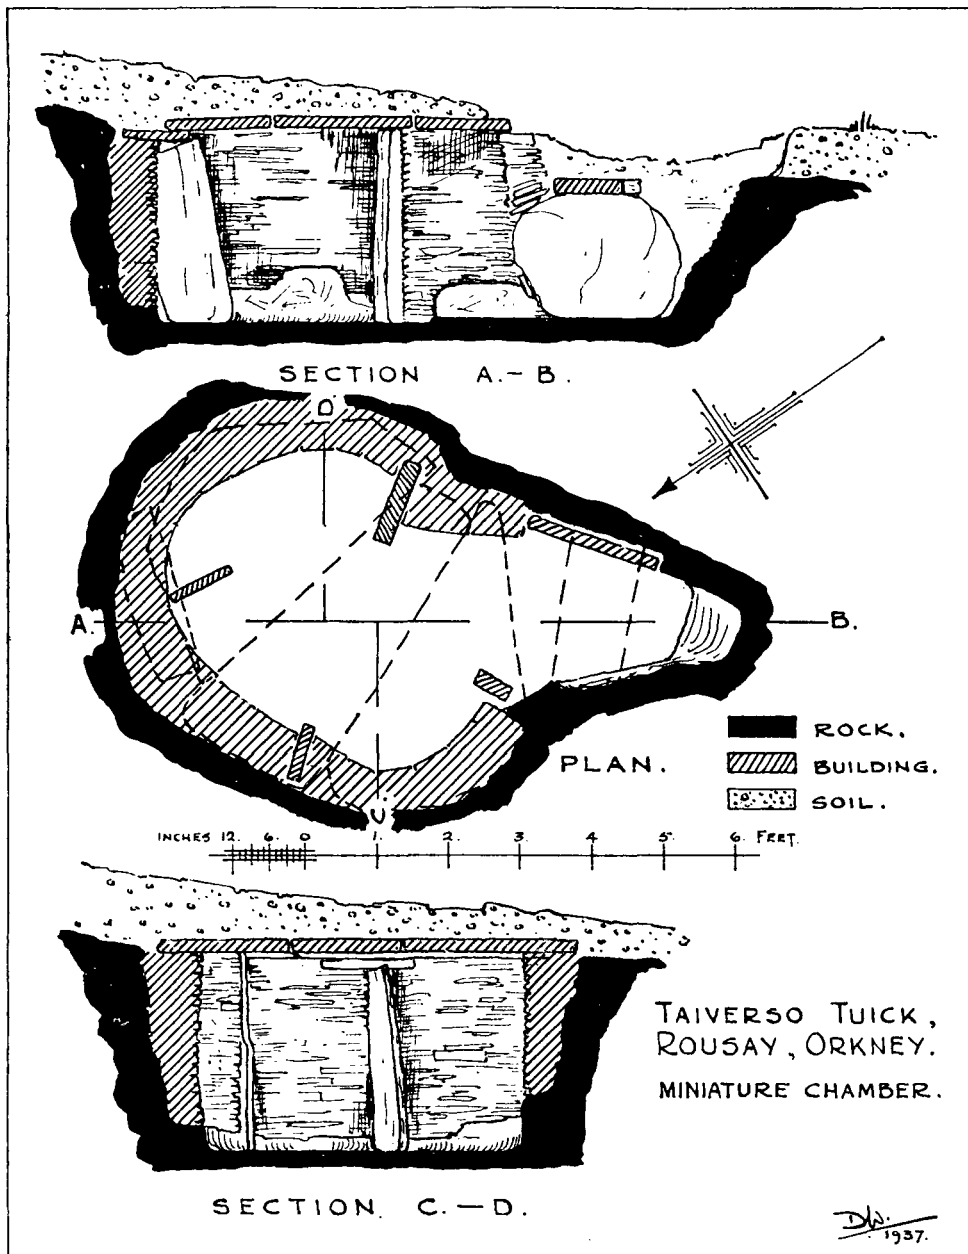 SECTION A.–B.
D
A.
B.
ROCK.
BUILDING.
SOIL.
PLAN.
C
INCHES 12. 6. 0 1. 2. 3. 4. 5. 6. FEET.
TAIVERSO TUICK,
ROUSAY, ORKNEY.
MINIATURE CHAMBER.
SECTION. C.–D.
D.W.
1937.